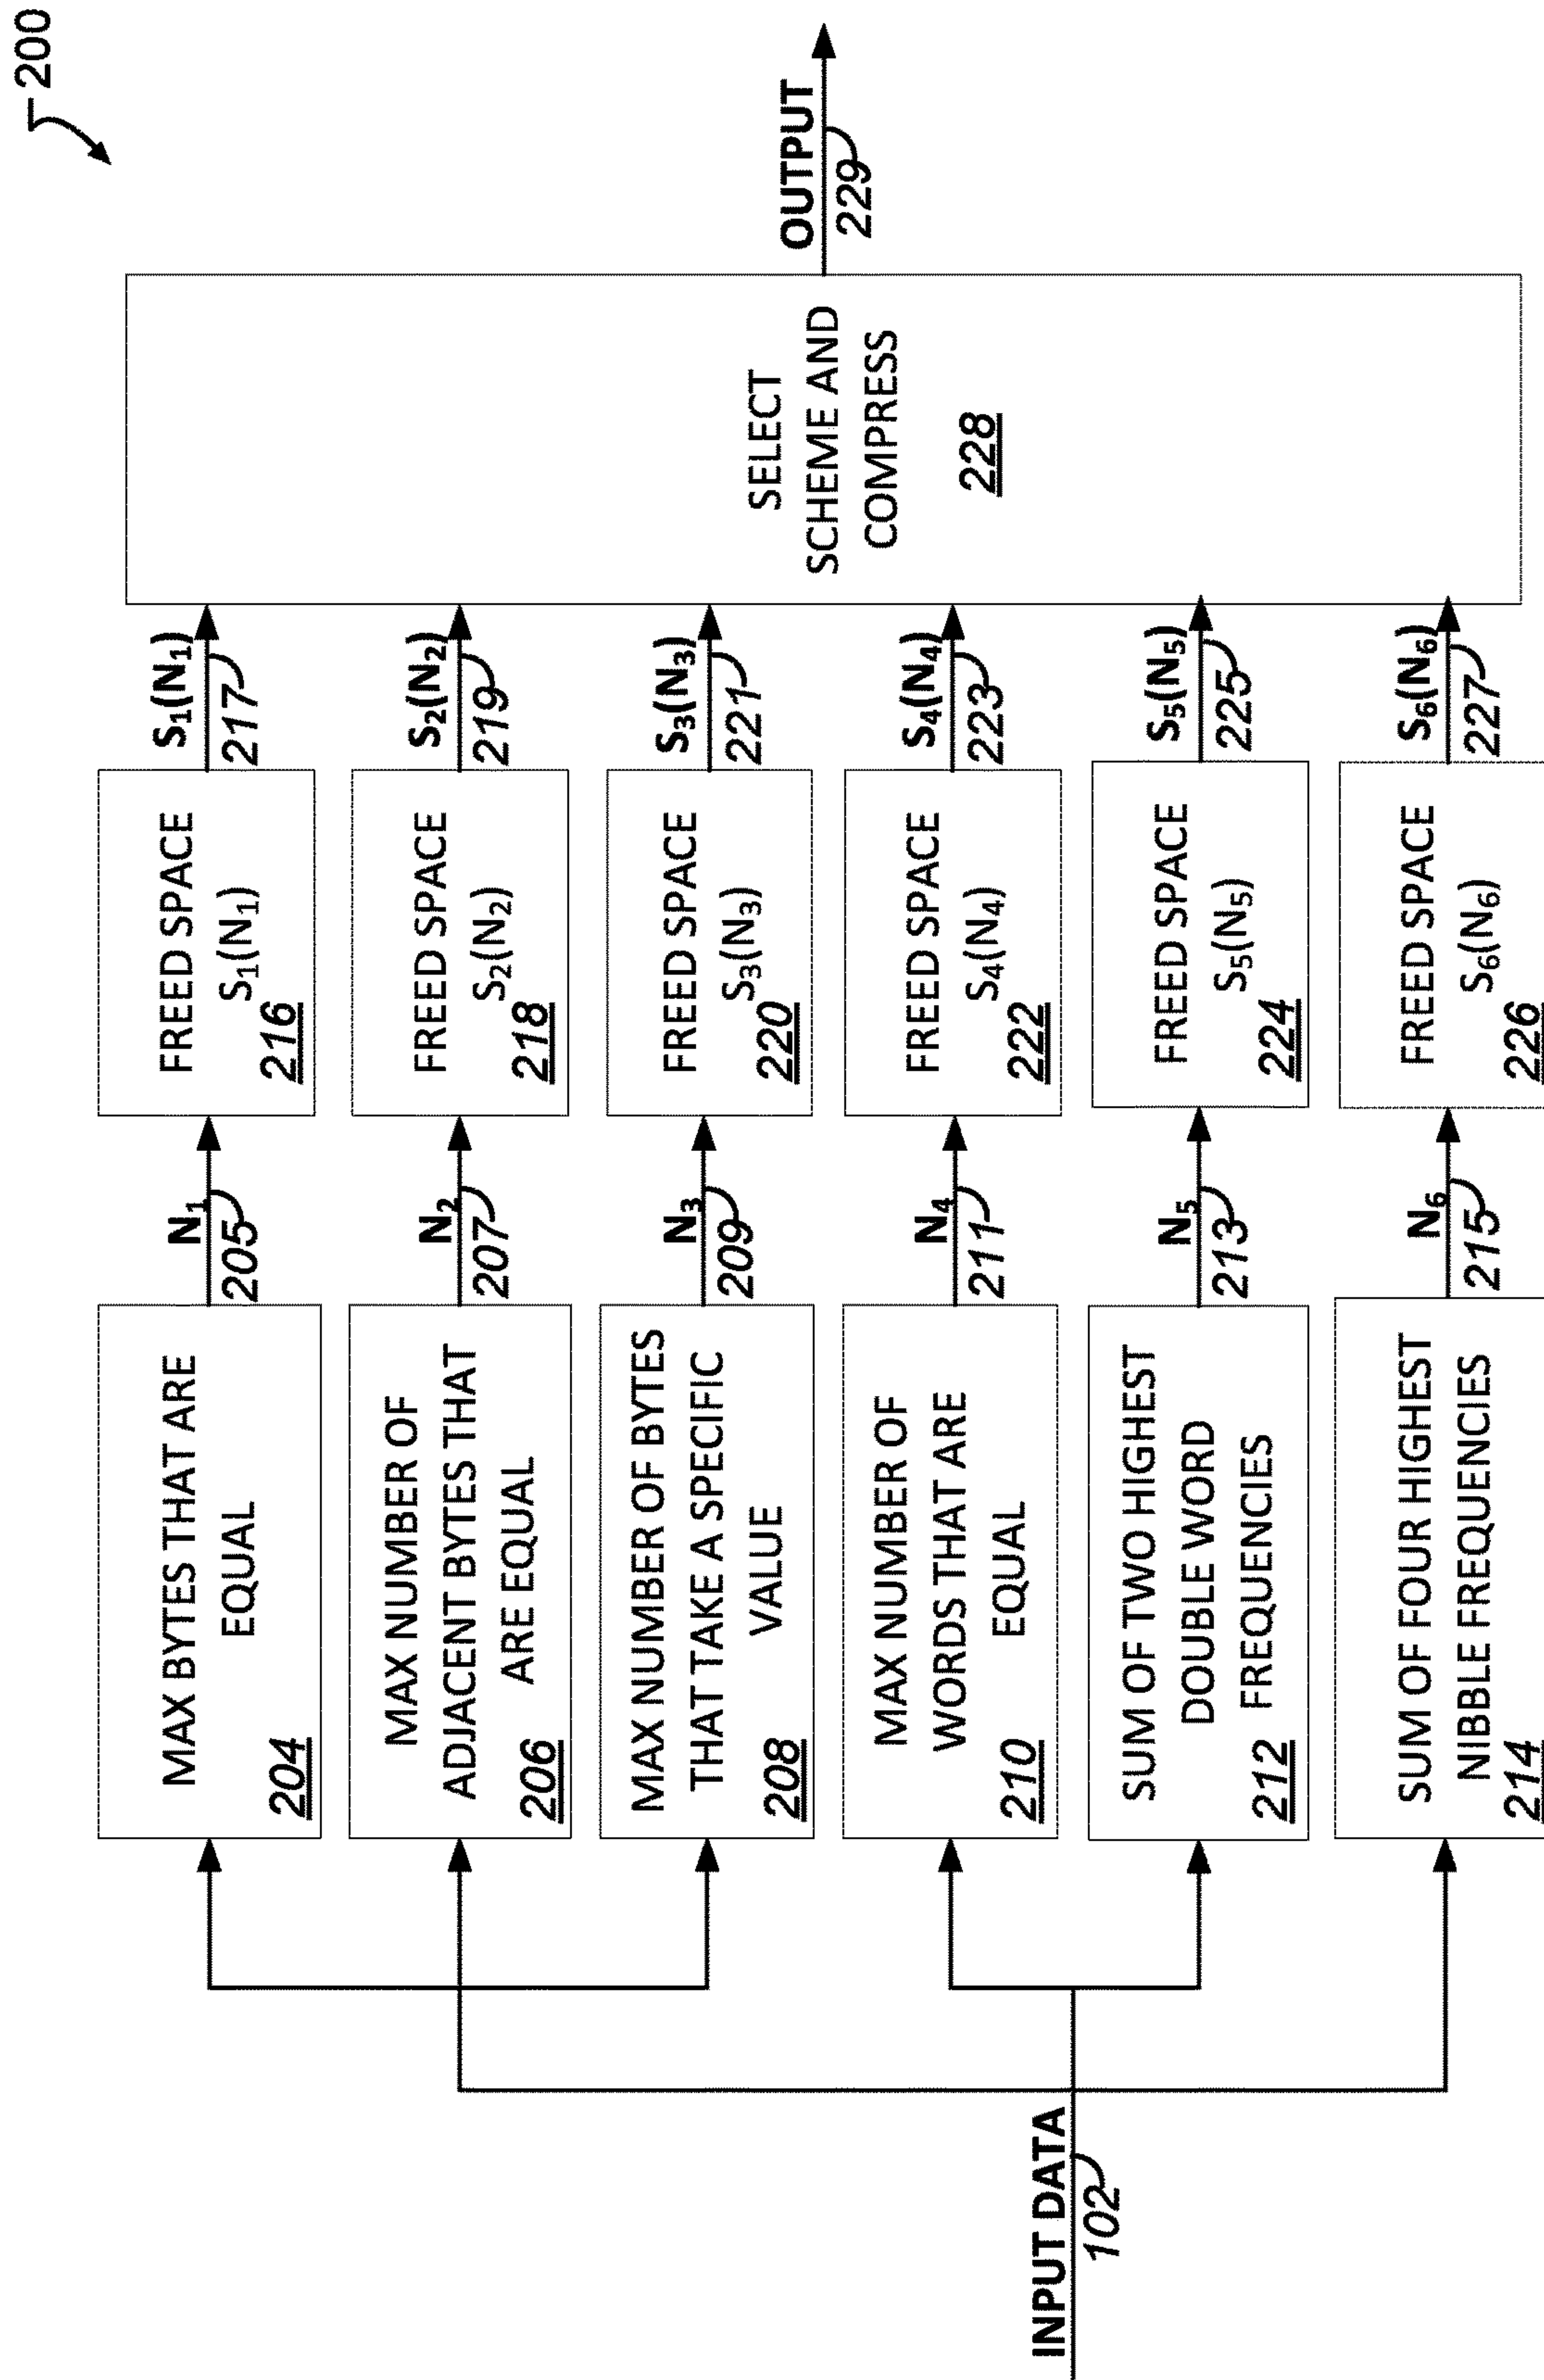 200
INPUT DATA
102
MAX BYTES THAT ARE
EQUAL
204
N1
205
FREED SPACE
S1(N1)
216
S1(N1)
217
MAX NUMBER OF
ADJACENT BYTES THAT
ARE EQUAL
206
N2
207
FREED SPACE
S2(N2)
218
S2(N2)
219
MAX NUMBER OF BYTES
THAT TAKE A SPECIFIC
VALUE
208
N3
209
FREED SPACE
S3(N3)
220
S3(N3)
221
MAX NUMBER OF
WORDS THAT ARE
EQUAL
210
N4
211
FREED SPACE
S4(N4)
222
S4(N4)
223
SUM OF TWO HIGHEST
DOUBLE WORD
FREQUENCIES
212
N5
213
FREED SPACE
S5(N5)
224
S5(N5)
225
SUM OF FOUR HIGHEST
NIBBLE FREQUENCIES
214
N6
215
FREED SPACE
S6(N6)
226
S6(N6)
227
SELECT
SCHEME AND
COMPRESS
228
OUTPUT
229